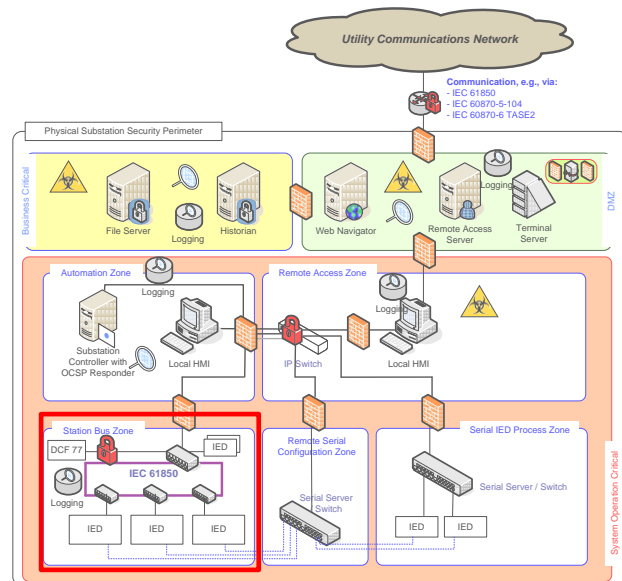 Utility Communications Network
Communication, e.g., via:
- IEC 61850
- IEC 60870-5-104
- IEC 60870-6 TASE2
Physical Substation Security Perimeter
Business Critical
File Server
Logging
Historian
Web Navigator
Logging
Remote Access
Server
Terminal
Server
DMZ
Automation Zone
Logging
Substation
Controller with
OCSP Responder
Local HMI
Remote Access Zone
Logging
IP Switch
Local HMI
Station Bus Zone
DCF 77
IED
IEC 61850
Logging
IED
IED
IED
Remote Serial
Configuration Zone
Serial Server
/ Switch
Serial IED Process Zone
Serial Server / Switch
IED
IED
System Operation Critical